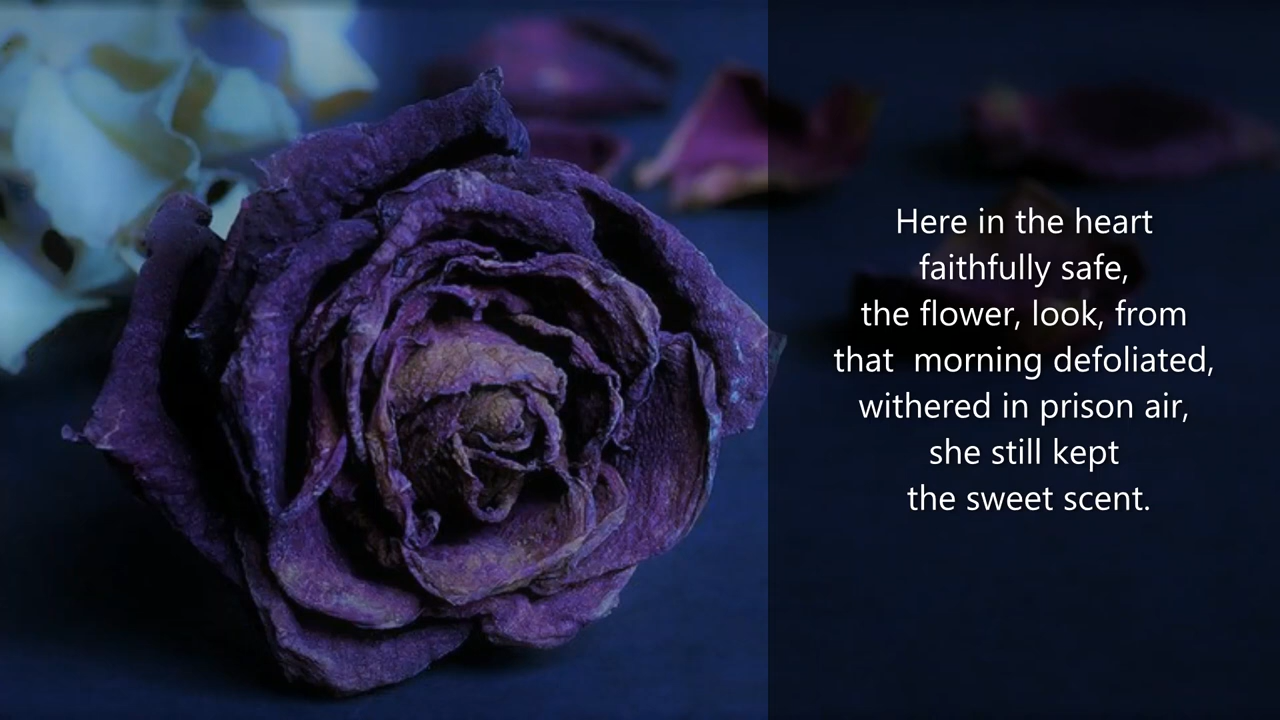 Here in the heart
faithfully safe,
the flower, look, from
that  morning defoliated,
withered in prison air,
she still kept
the sweet scent.